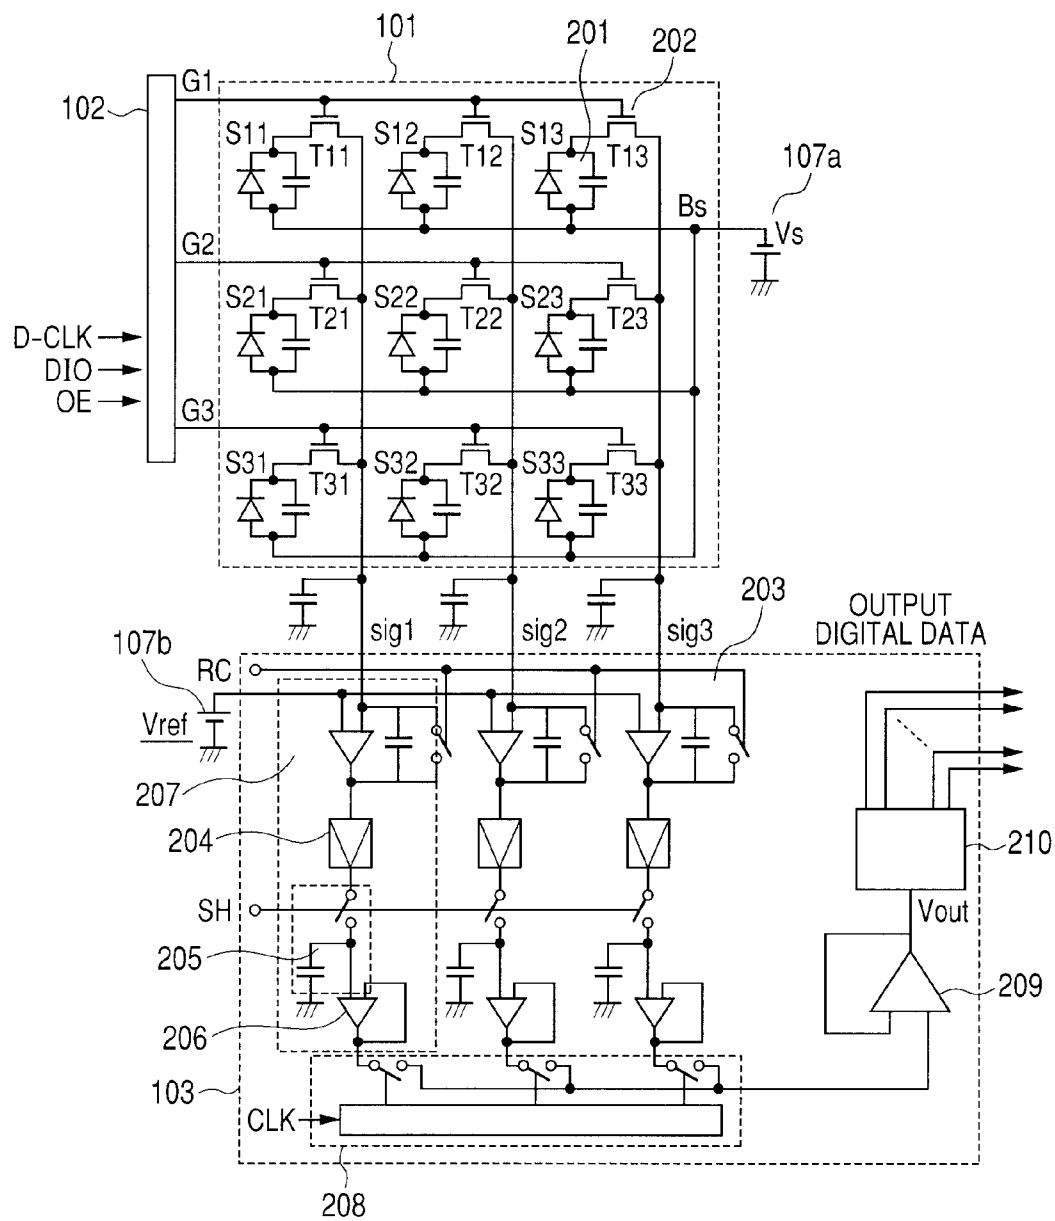 101
201
202
102
G1
S11
S12
S13
T11
T12
T13
107a
Bs
Vs
G2
S21
S22
S23
T21
T22
T23
D-CLK
DIO
OE
G3
S31
S32
S33
T31
T32
T33
sig1
sig2
sig3
203
OUTPUT
DIGITAL DATA
107b
RC
Vref
207
204
210
SH
Vout
205
209
206
103
CLK
208